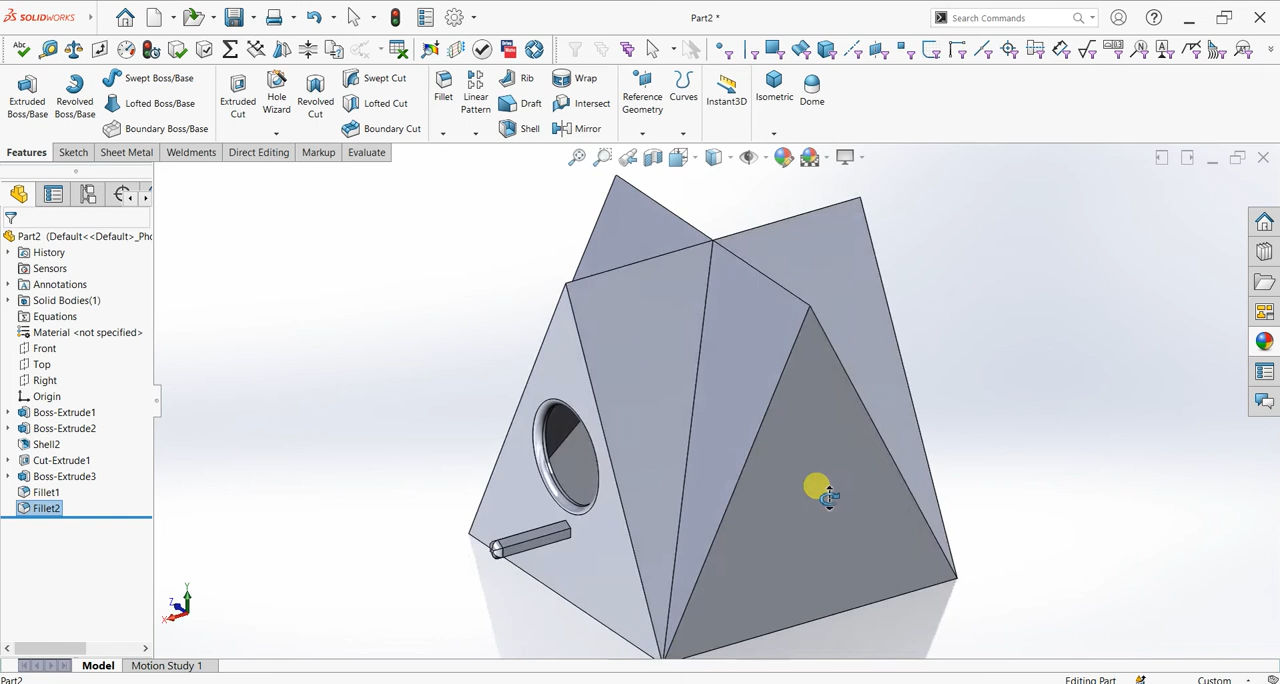 SOLIDWORKS
Part2 *
Search Commands
Extruded Boss/Base
Revolved Boss/Base
Swept Boss/Base
Lofted Boss/Base
Boundary Boss/Base
Extruded Cut
Hole Wizard
Revolved Cut
Swept Cut
Lofted Cut
Boundary Cut
Fillet
Linear Pattern
Rib
Draft
Shell
Wrap
Intersect
Mirror
Reference Geometry
Curves
Instant3D
Isometric
Dome
Features
Sketch
Sheet Metal
Weldments
Direct Editing
Markup
Evaluate
Part2 (Default<<Default>_Pho
History
Sensors
Annotations
Solid Bodies(1)
Equations
Material <not specified>
Front
Top
Right
Origin
Boss-Extrude1
Boss-Extrude2
Shell2
Cut-Extrude1
Boss-Extrude3
Fillet1
Fillet2
Y
Z
X
Model
Motion Study 1
Part2
Editing Part
Custom